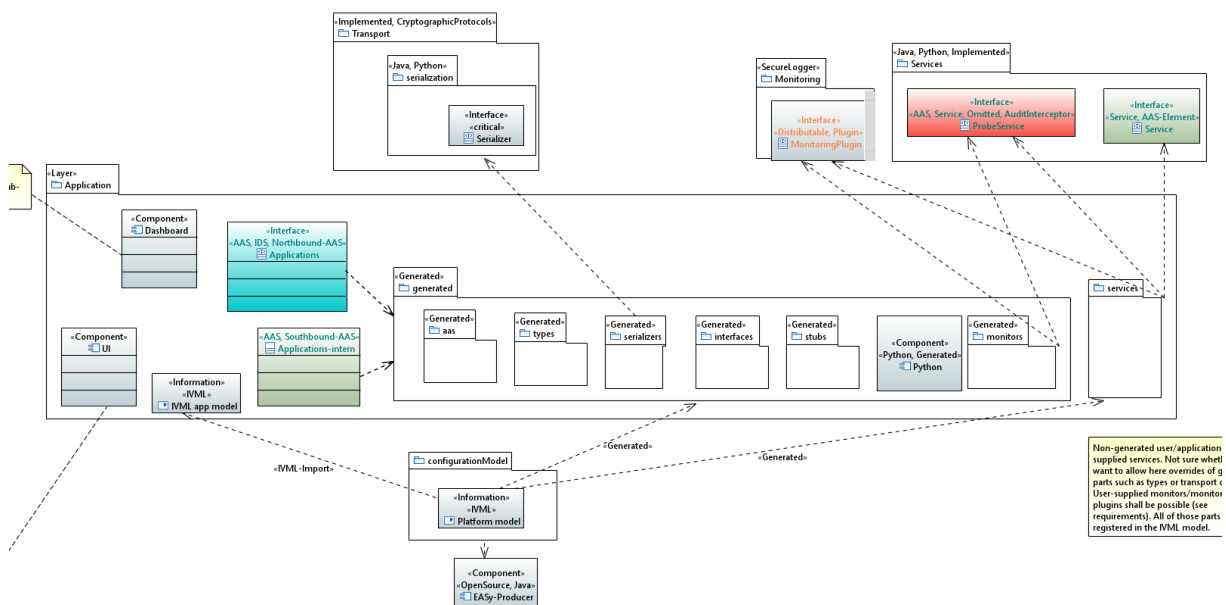 «Implemented, CryptographicProtocols»
Transport
«Java, Python»
serialization
«Interface»
«critical»
Serializer
«SecureLogger»
Monitoring
«Interface»
«Distributable, Plugin»
MonitoringPlugin
«Java, Python, Implemented»
Services
«Interface»
«AAS, Service, Omitted, AuditInterceptor»
ProbeService
«Interface»
«Service, AAS-Element»
Service
ub-
«Layer»
Application
«Component»
Dashboard
«Interface»
«AAS, IDS, Northbound-AAS»
Applications
«Component»
UI
«Information»
«IVML»
IVML app model
«AAS, Southbound-AAS»
Applications-intern
«Generated»
generated
«Generated»
aas
«Generated»
types
«Generated»
serializers
«Generated»
interfaces
«Generated»
stubs
«Component»
«Python, Generated»
Python
«Generated»
monitors
services
«IVML-Import»
«Generated»
«Generated»
configurationModel
«Information»
«IVML»
Platform model
«Component»
«OpenSource, Java»
EASy-Producer
Non-generated user/application
supplied services. Not sure wheth
want to allow here overrides of g
parts such as types or transport c
User-supplied monitors/monitor
plugins shall be possible (see
requirements). All of those parts
registered in the IVML model.